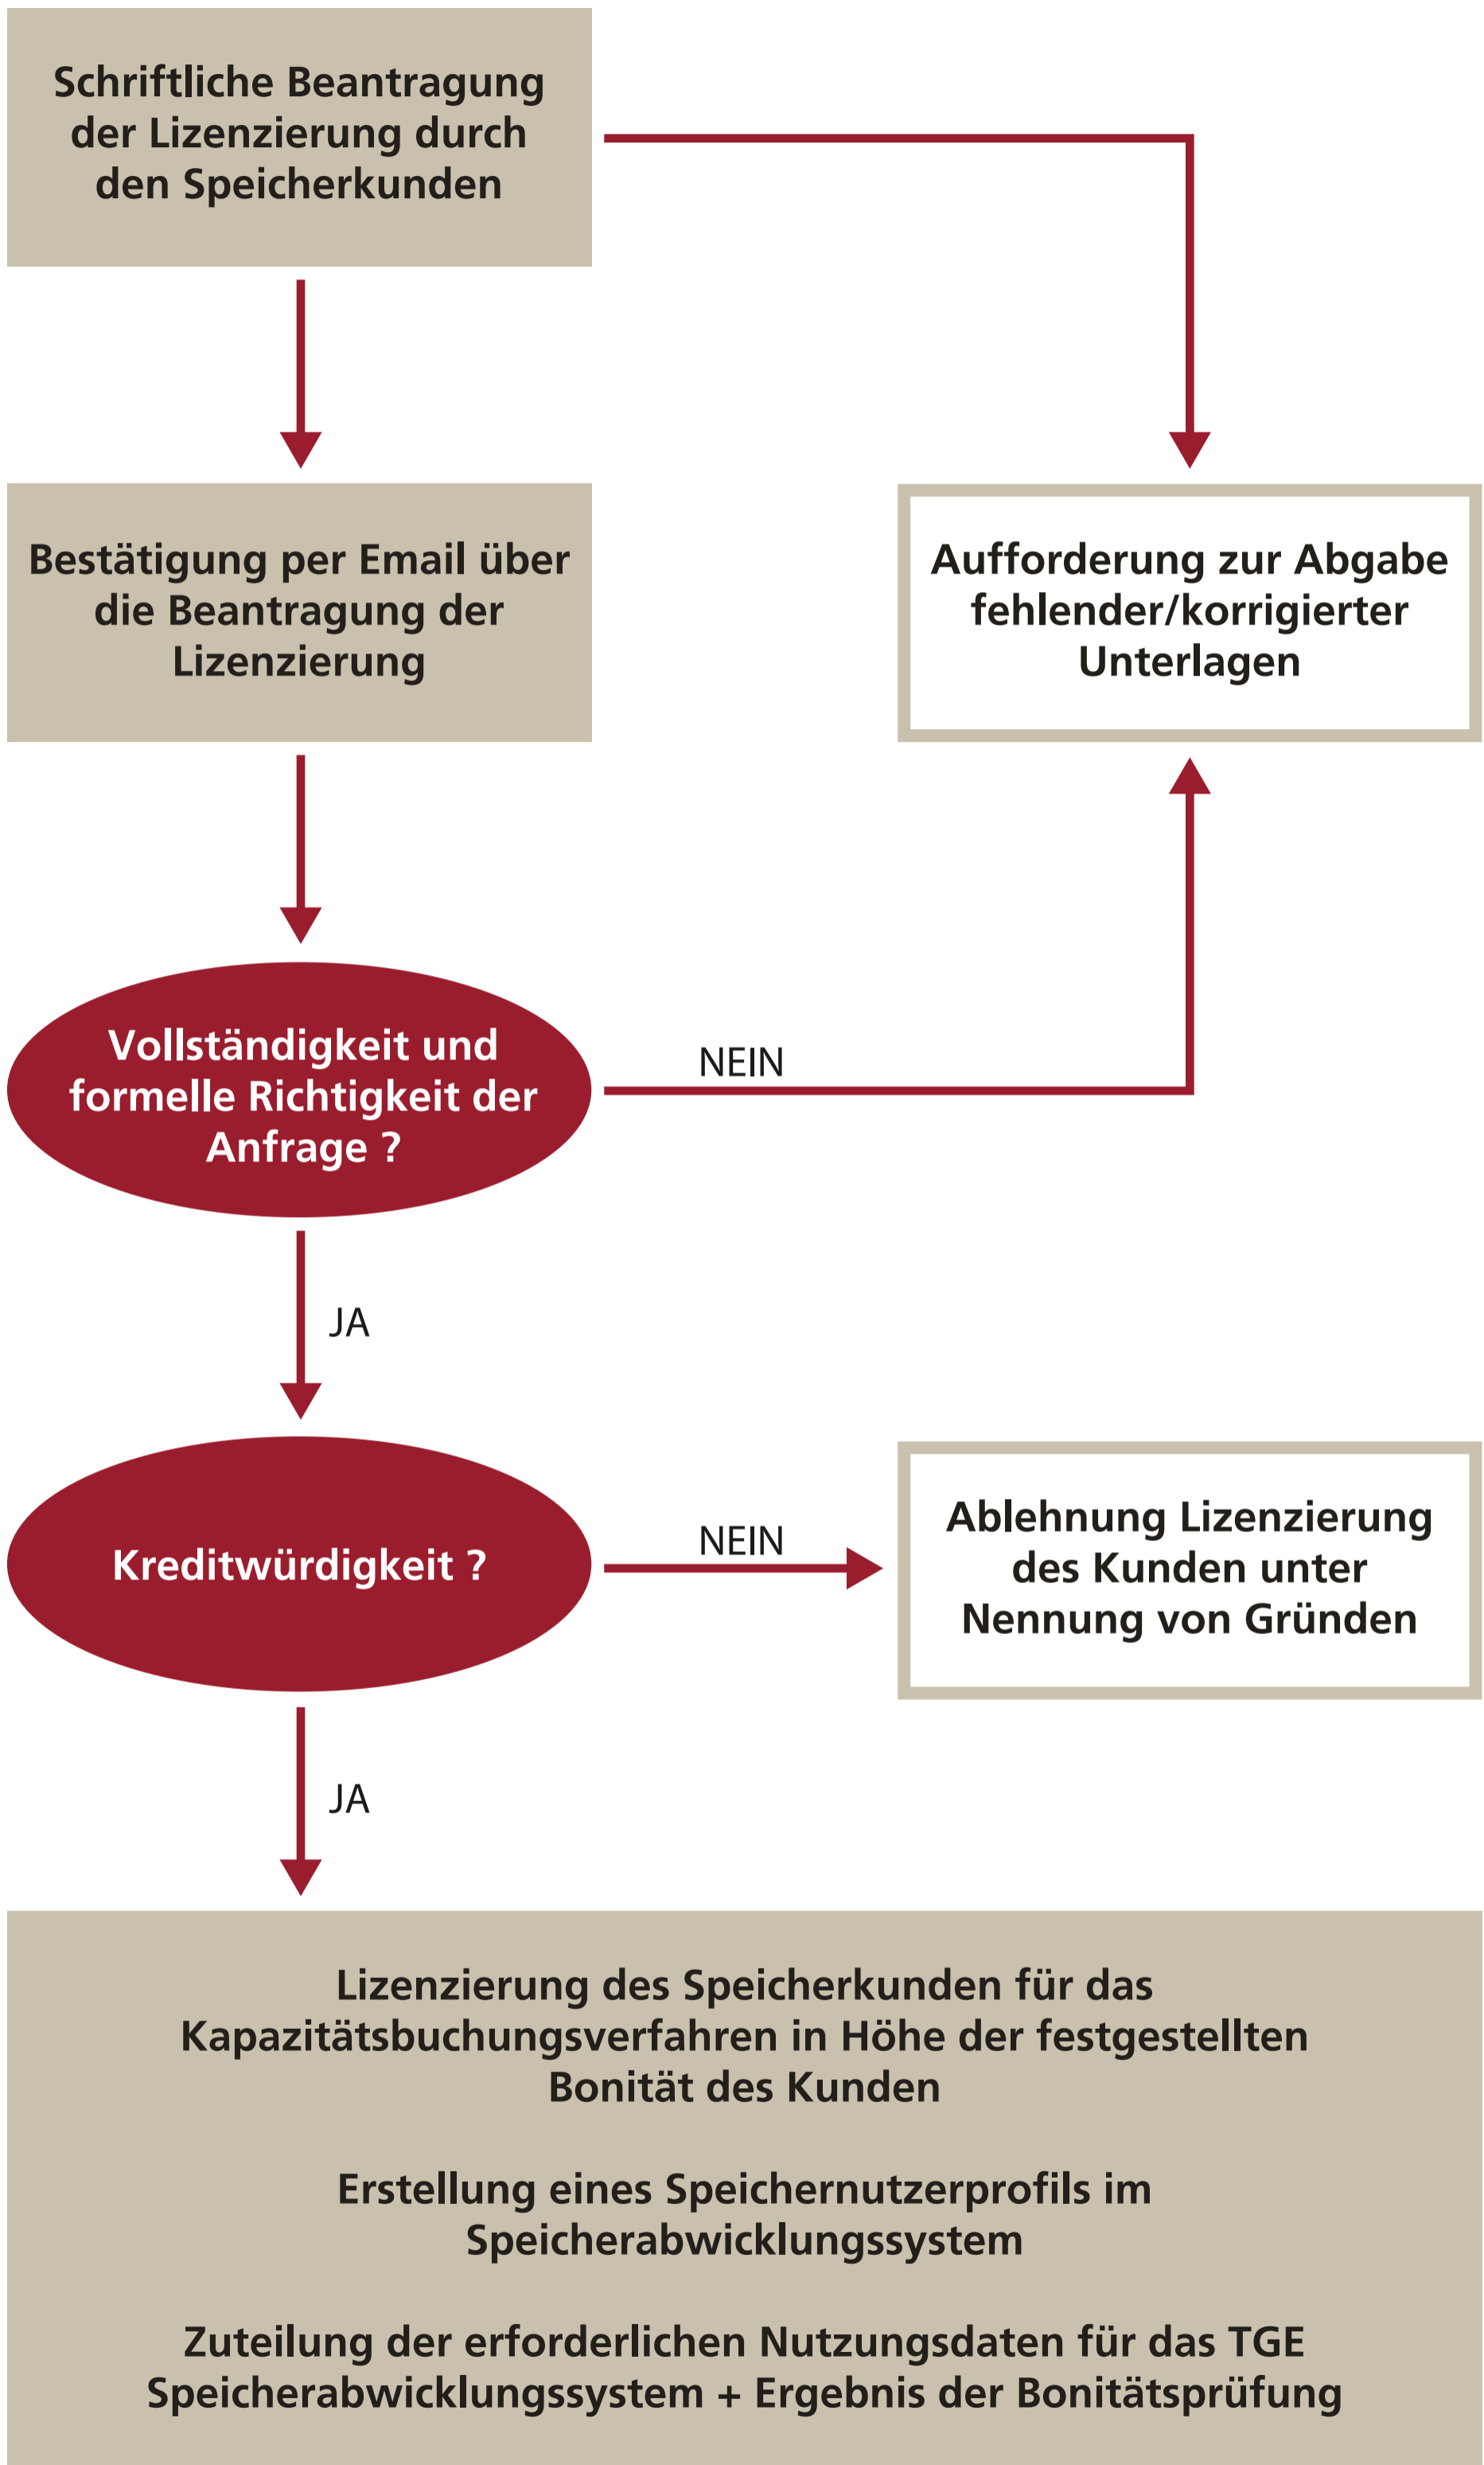 Schriftliche Beantragung
der Lizenzierung durch
den Speicherkunden
Bestätigung per Email über
die Beantragung der
Lizenzierung
Aufforderung zur Abgabe
fehlender/korrigierter
Unterlagen
Vollständigkeit und
formelle Richtigkeit der
Anfrage ?
NEIN
JA
Kreditwürdigkeit ?
NEIN
Ablehnung Lizenzierung
des Kunden unter
Nennung von Gründen
JA
Lizenzierung des Speicherkunden für das
Kapazitätsbuchungsverfahren in Höhe der festgestellten
Bonität des Kunden
Erstellung eines Speichernutzerprofils im
Speicherabwicklungssystem
Zuteilung der erforderlichen Nutzungsdaten für das TGE
Speicherabwicklungssystem + Ergebnis der Bonitätsprüfung